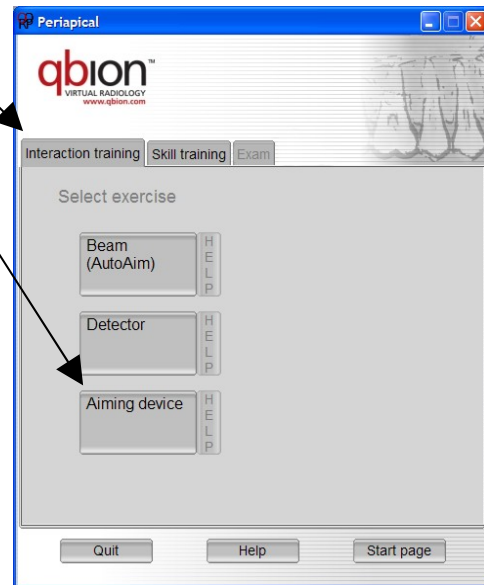 Periapical
qbion™
VIRTUAL RADIOLOGY
www.qbion.com
Interaction training Skill training Exam
Select exercise
Beam
(AutoAim)
HELP
Detector
HELP
Aiming device
HELP
Quit Help Start page